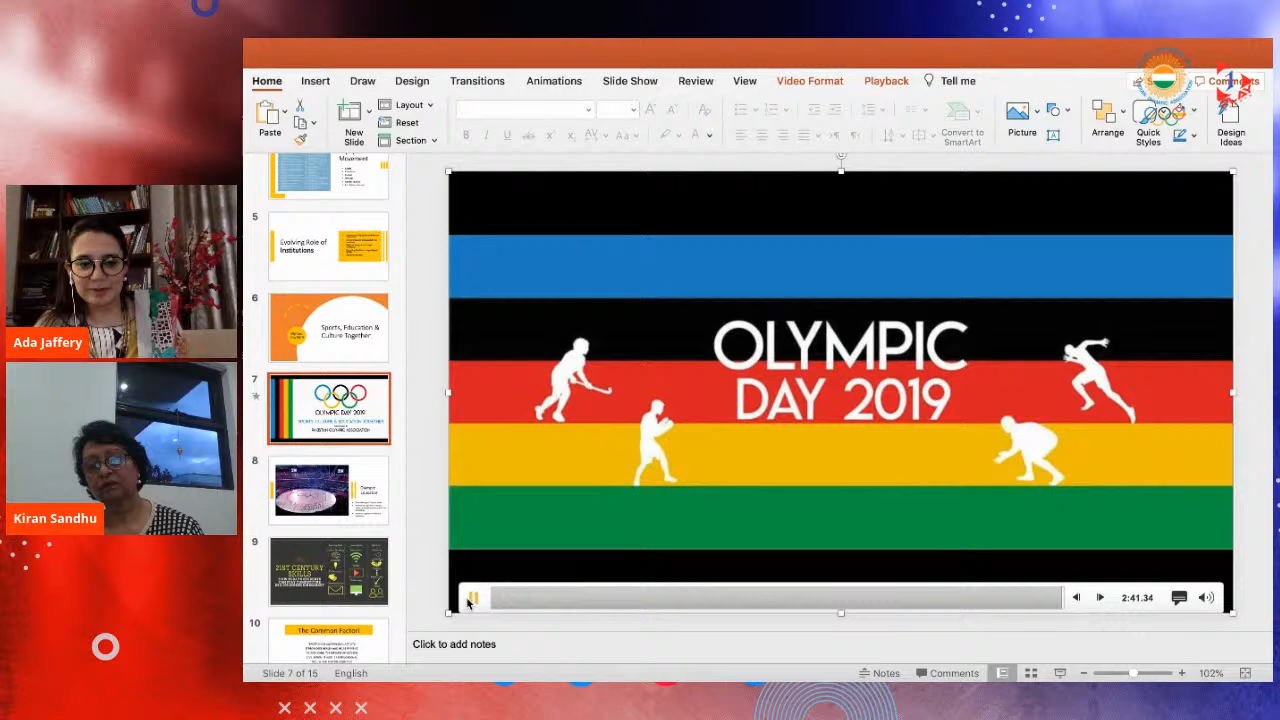 Home Insert Draw Design Transitions Animations Slide Show Review View Video Format Playback Tell me
Comments
Paste
New
Slide
Layout
Reset
Section
Convert to
SmartArt
Picture
Arrange
Quick
Styles
Design
Ideas
Movement
5
Evolving Role of
Institutions
6
Sports, Education &
Culture Together
7
OLYMPIC DAY 2019
8
9
21ST CENTURY
SKILLS
10
The Common Factor!
OLYMPIC
DAY 2019
2:41.34
Click to add notes
Slide 7 of 15 English Notes Comments 102%
Ada Jaffery
Kiran Sandhu